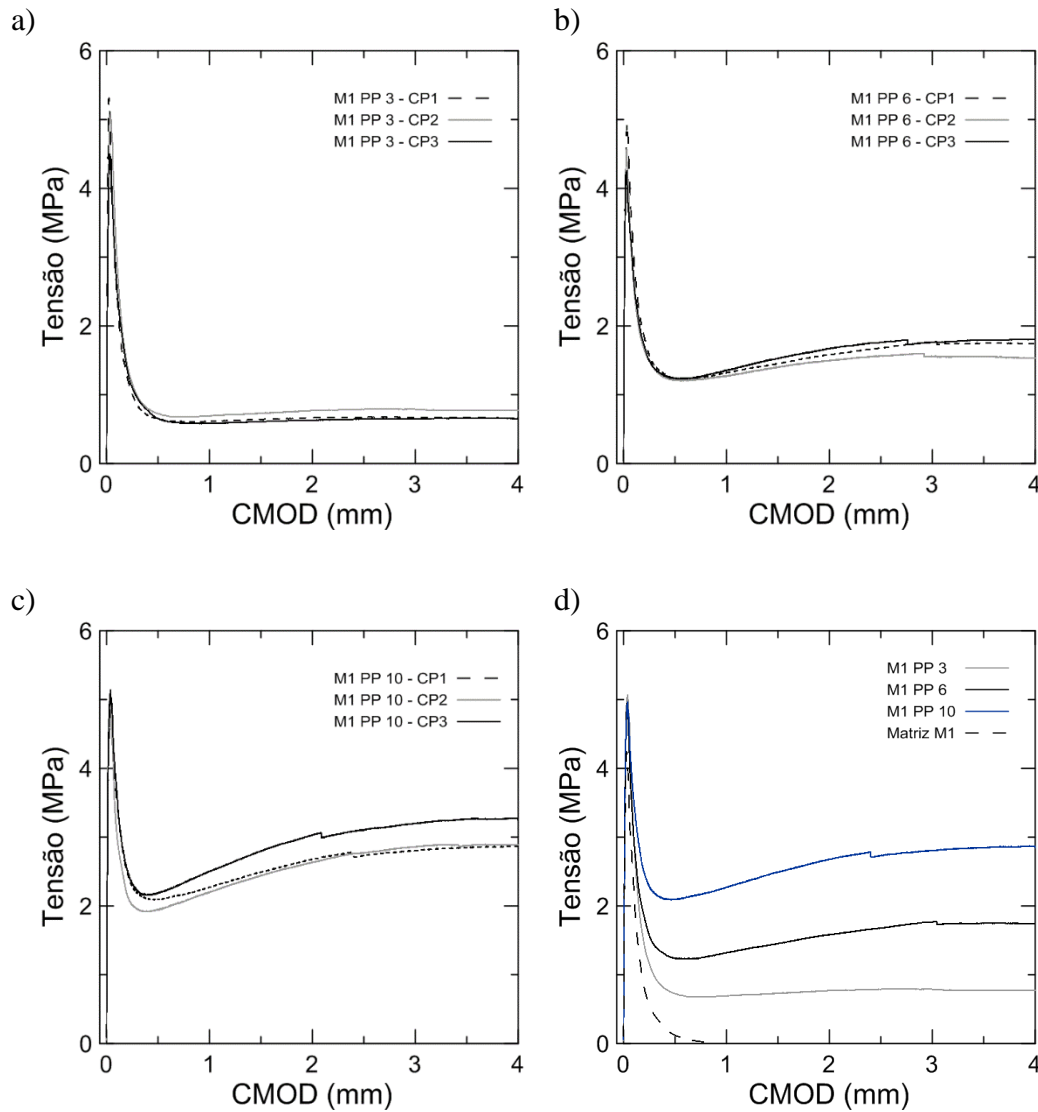 a)
6
4
2
0
Tensão (MPa)
M1 PP 3 - CP1
M1 PP 3 - CP2
M1 PP 3 - CP3
0 1 2 3 4
CMOD (mm)
b)
6
4
2
0
Tensão (MPa)
M1 PP 6 - CP1
M1 PP 6 - CP2
M1 PP 6 - CP3
0 1 2 3 4
CMOD (mm)
c)
6
4
2
0
Tensão (MPa)
M1 PP 10 - CP1
M1 PP 10 - CP2
M1 PP 10 - CP3
0 1 2 3 4
CMOD (mm)
d)
6
4
2
0
Tensão (MPa)
M1 PP 3
M1 PP 6
M1 PP 10
Matriz M1
0 1 2 3 4
CMOD (mm)